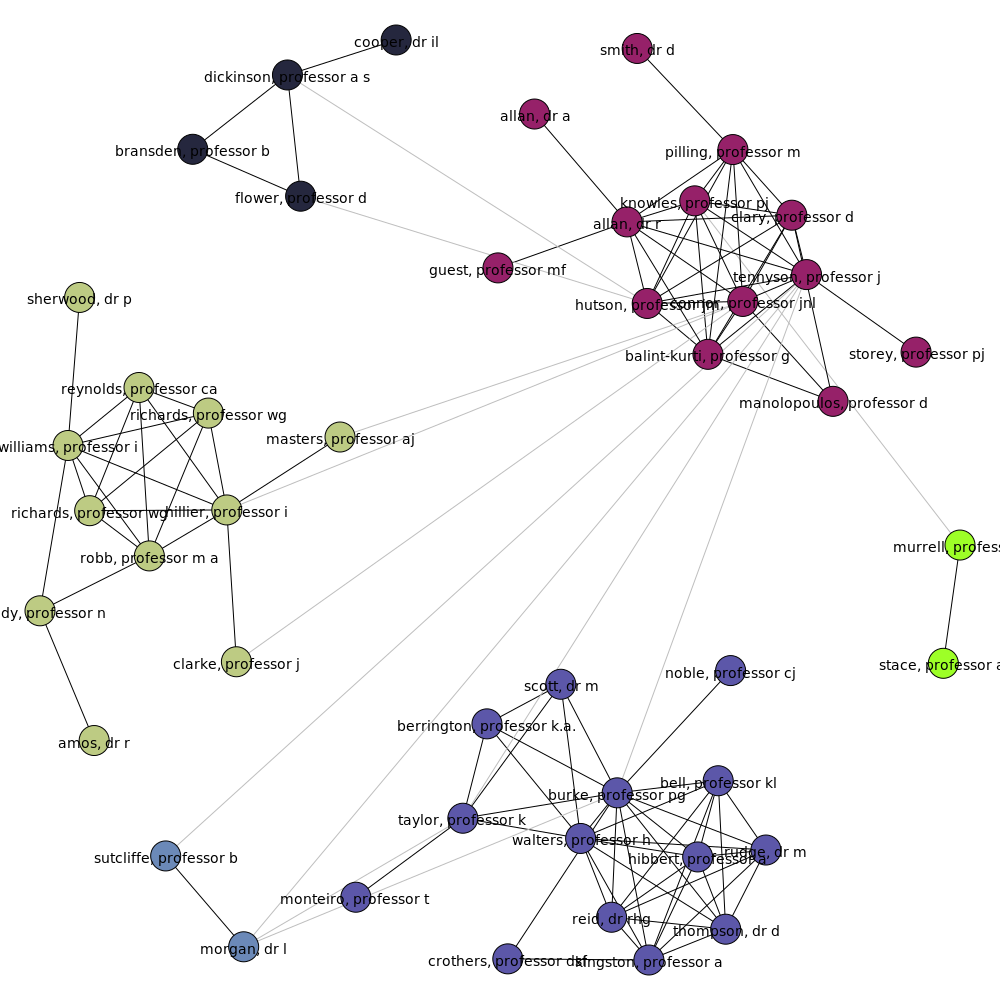 cooper, dr il
smith, dr d
dickinson, professor a s
allan, dr a
bransden, professor b
pilling, professor m
flower, professor d
knowles, professor pj
clary, professor d
allan, dr r
guest, professor mf
tennyson, professor j
sherwood, dr p
hutson, professor jm
connor, professor jnl
balint-kurti, professor g
storey, professor pj
reynolds, professor ca
richards, professor wg
manolopoulos, professor d
masters, professor aj
williams, professor i
richards, professor wg
hillier, professor i
murrell, profess
robb, professor m a
dy, professor n
clarke, professor j
stace, professor a
scott, dr m
noble, professor cj
berrington, professor k.a.
amos, dr r
burke, professor pg
bell, professor kl
taylor, professor k
walters, professor h
rudge, dr m
hibbert, professor a
sutcliffe, professor b
monteiro, professor t
reid, dr rhg
thompson, dr d
morgan, dr l
crothers, professor dsf
kingston, professor a